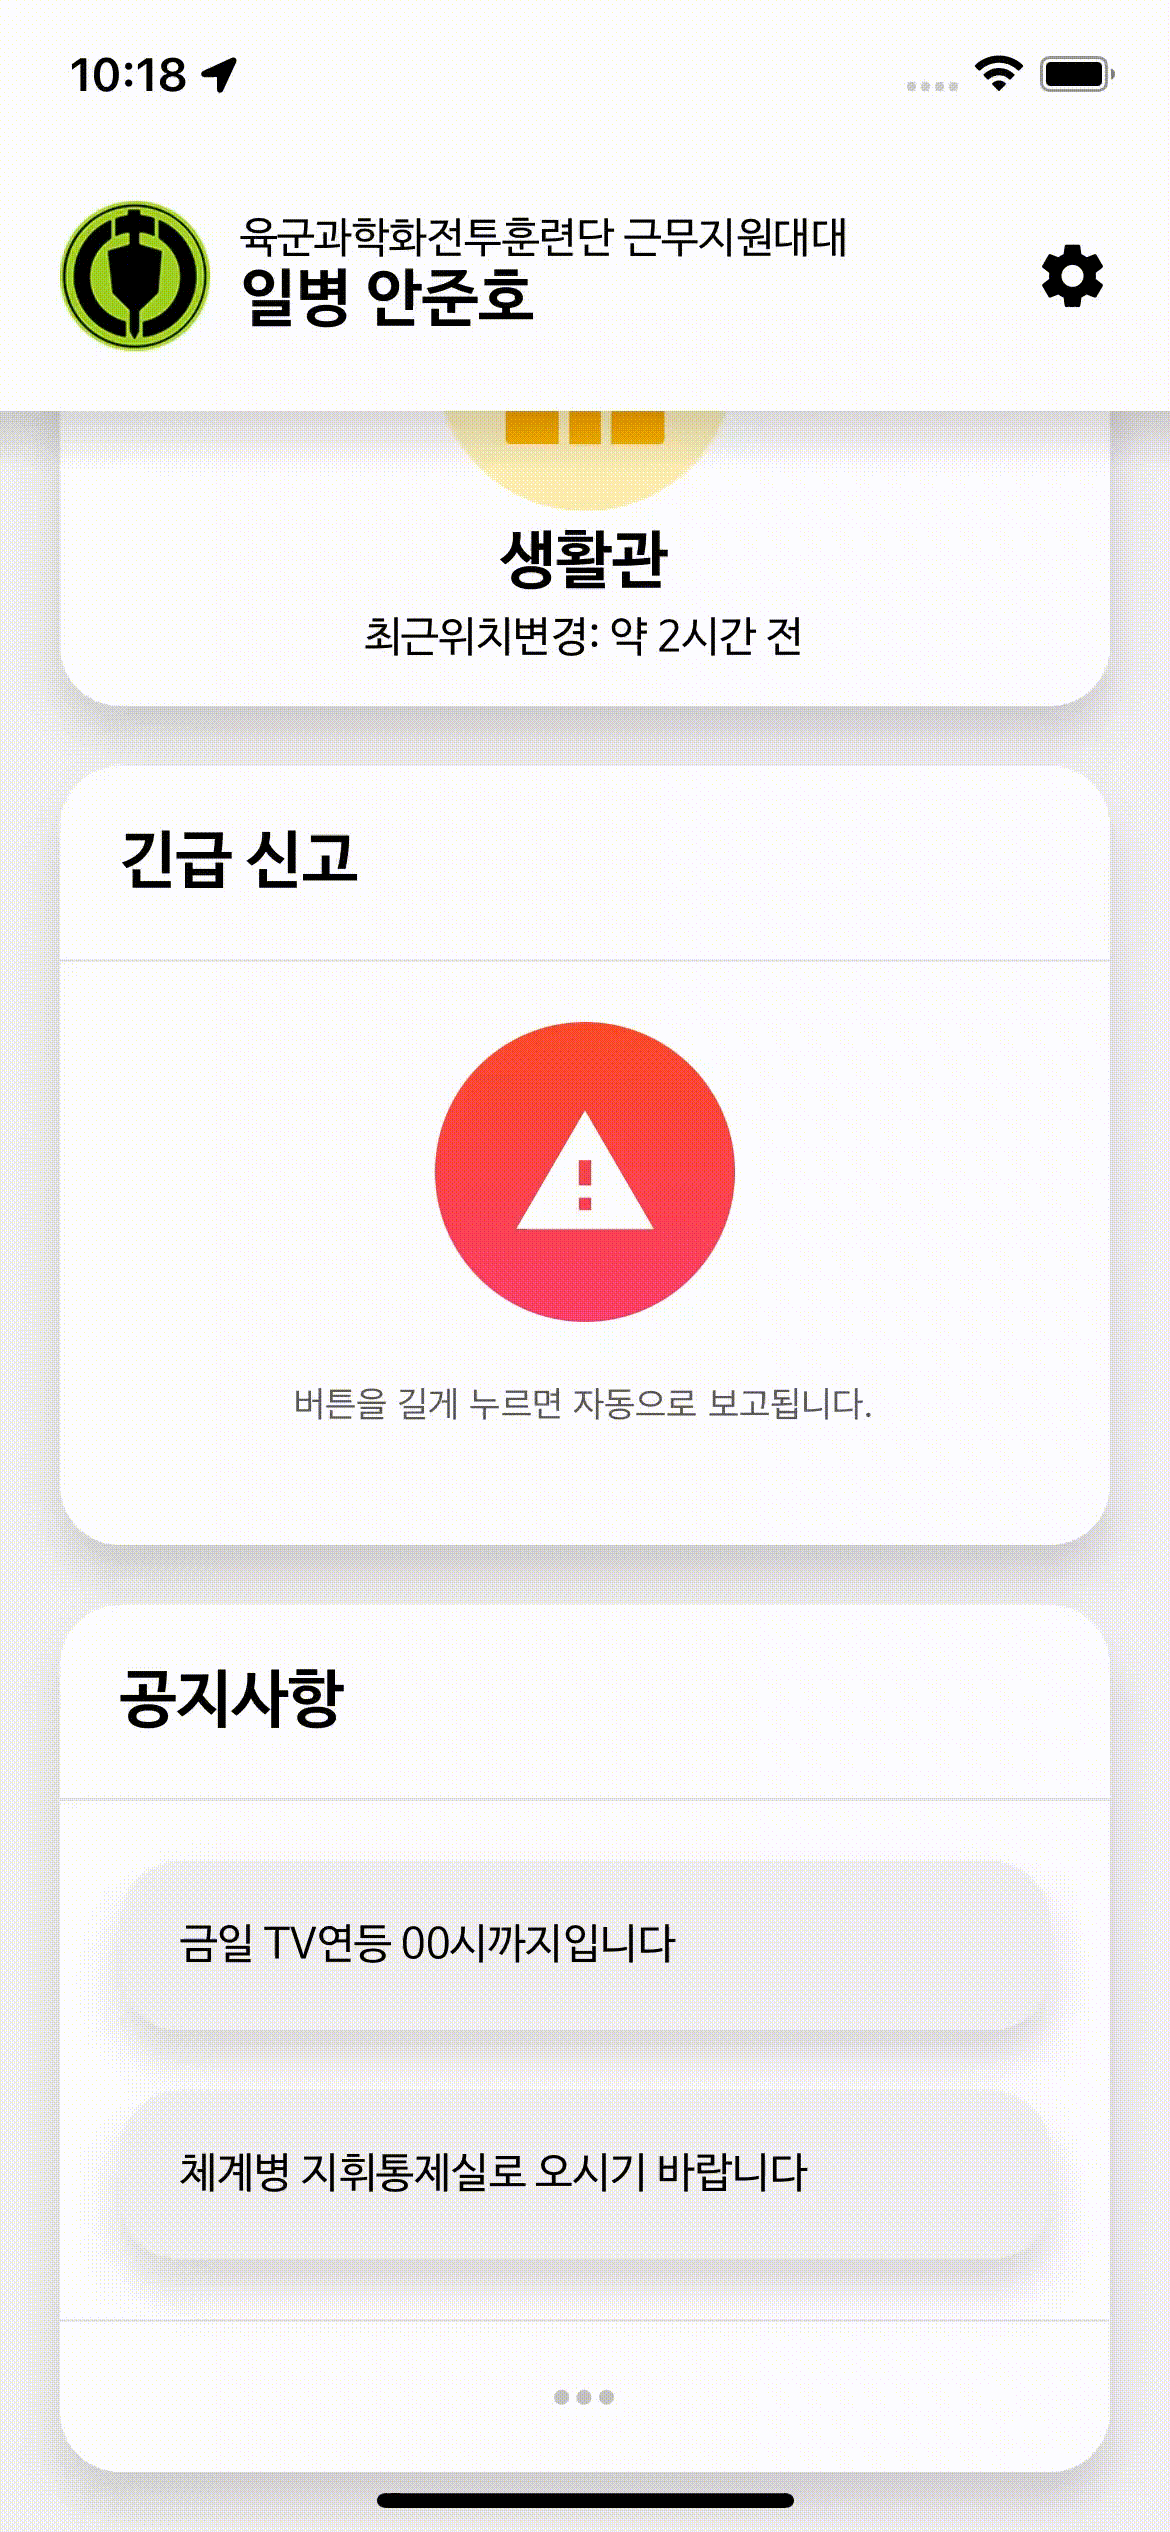 10:18
육군과학화전투훈련단 근무지원대대
일병 안준호
생활관
최근위치변경: 약 2시간 전
긴급 신고
버튼을 길게 누르면 자동으로 보고됩니다.
공지사항
금일 TV연등 00시까지입니다
체계병 지휘통제실로 오시기 바랍니다